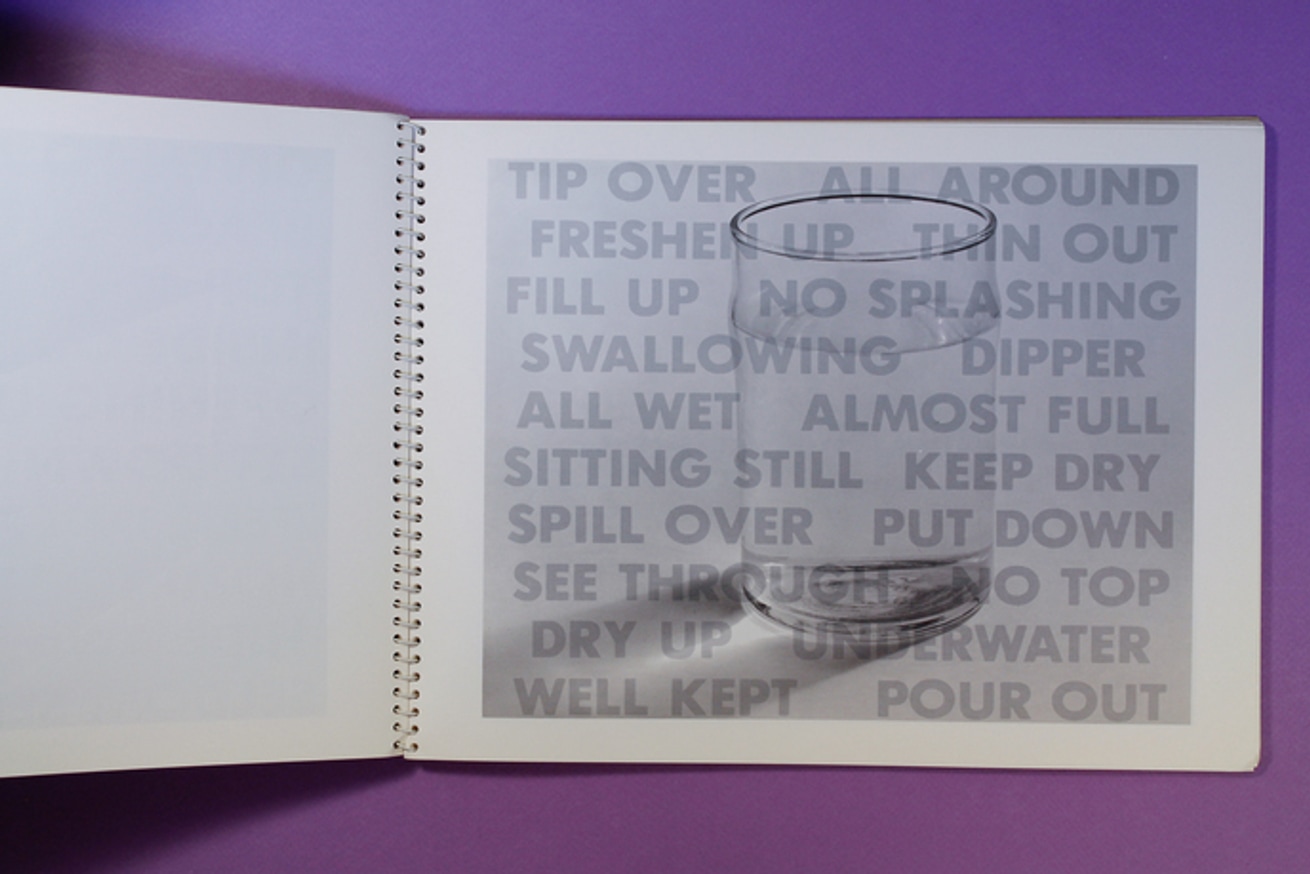 TIP OVER ALL AROUND
FRESHEN UP THIN OUT
FILL UP NO SPLASHING
SWALLOWING DIPPER
ALL WET ALMOST FULL
SITTING STILL KEEP DRY
SPILL OVER PUT DOWN
SEE THROUGH NO TOP
DRY UP UNDERWATER
WELL KEPT POUR OUT